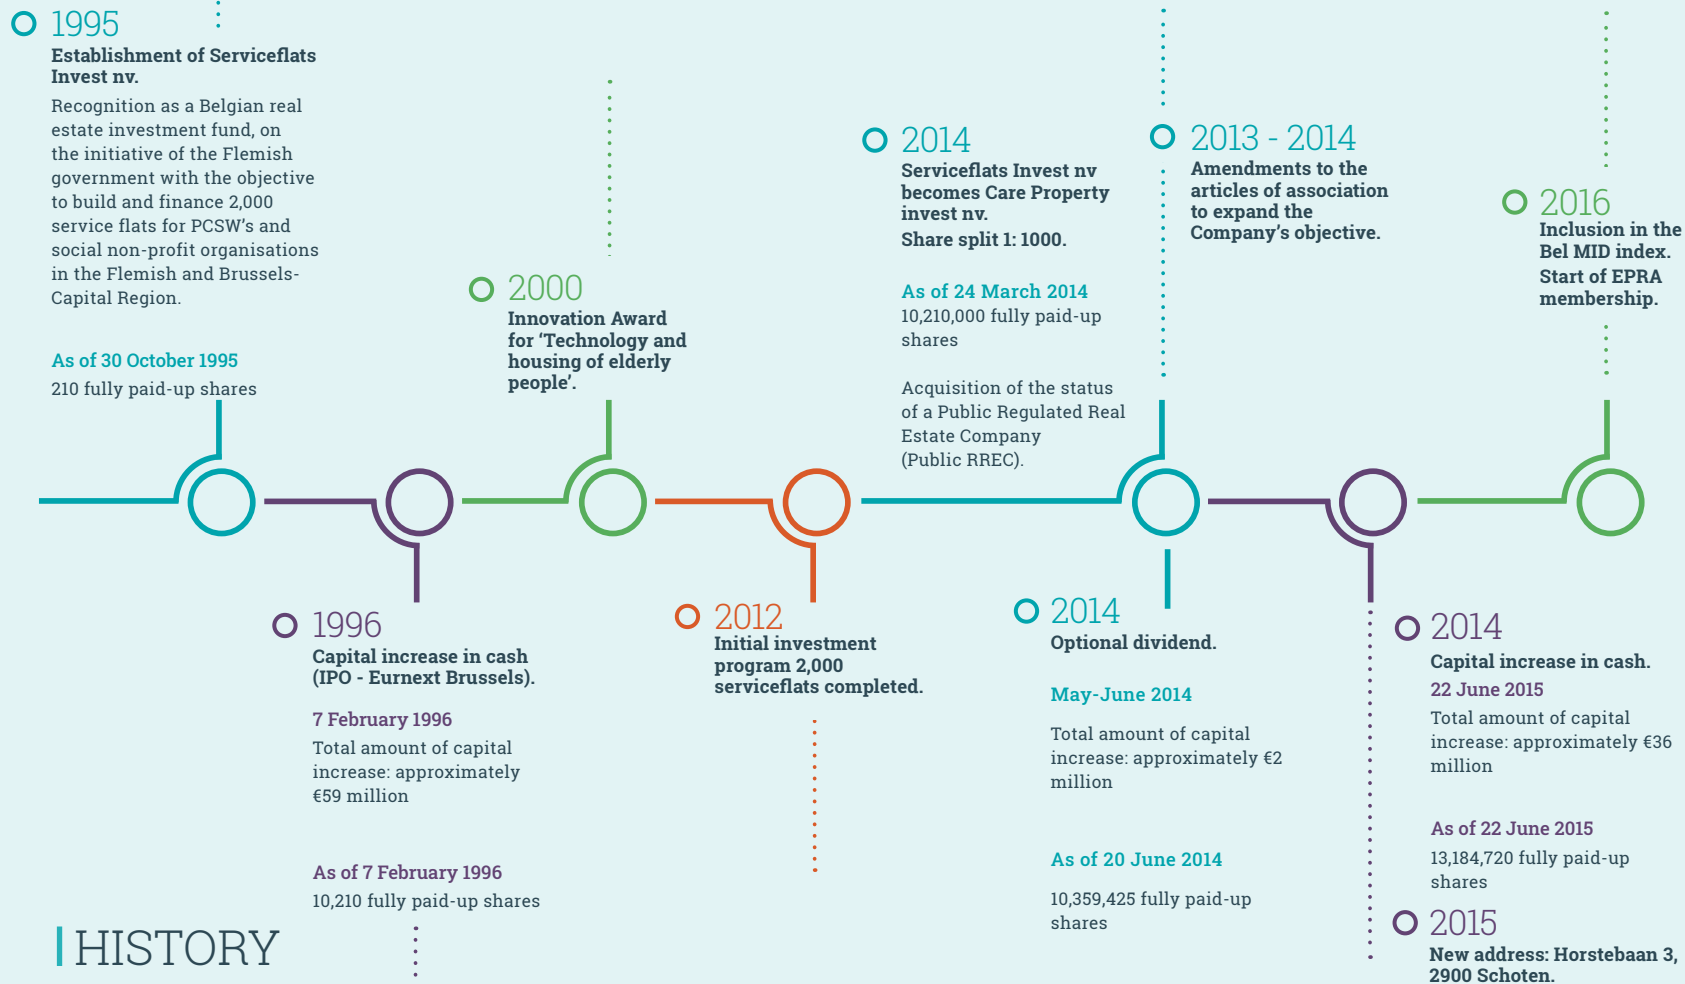 1995
Establishment of Serviceflats
Invest nv.
Recognition as a Belgian real
estate investment fund, on
the initiative of the Flemish
government with the objective
to build and finance 2,000
service flats for PCSW's and
social non-profit organisations
in the Flemish and Brussels-
Capital Region.
As of 30 October 1995
210 fully paid-up shares
1996
Capital increase in cash
(IPO - Eurnext Brussels).
7 February 1996
Total amount of capital
increase: approximately
€59 million
As of 7 February 1996
10,210 fully paid-up shares
2000
Innovation Award
for ‘Technology and
housing of elderly
people’.
2012
Initial investment
program 2,000
serviceflats completed.
2014
Serviceflats Invest nv
becomes Care Property
invest nv.
Share split 1: 1000.
As of 24 March 2014
10,210,000 fully paid-up
shares
Acquisition of the status
of a Public Regulated Real
Estate Company
(Public RREC).
2013 - 2014
Amendments to the
articles of association
to expand the
Company's objective.
2014
Optional dividend.
May-June 2014
Total amount of capital
increase: approximately €2
million
As of 20 June 2014
10,359,425 fully paid-up
shares
2014
Capital increase in cash.
22 June 2015
Total amount of capital
increase: approximately €36
million
As of 22 June 2015
13,184,720 fully paid-up
shares
2015
New address: Horstebaan 3,
2900 Schoten.
2016
Inclusion in the
Bel MID index.
Start of EPRA
membership.
HISTORY